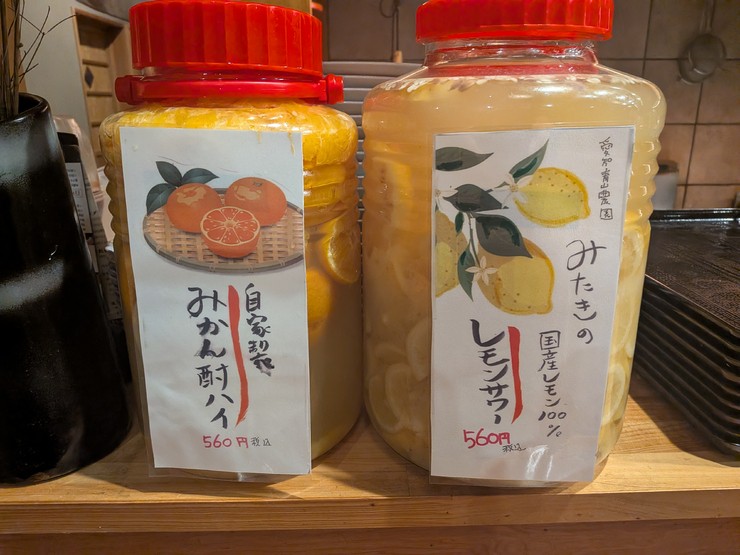 自家製
みかん酎ハイ
560円税込
愛知青山農園
みたきの
国産レモン100%
レモンサワー
560円
税込